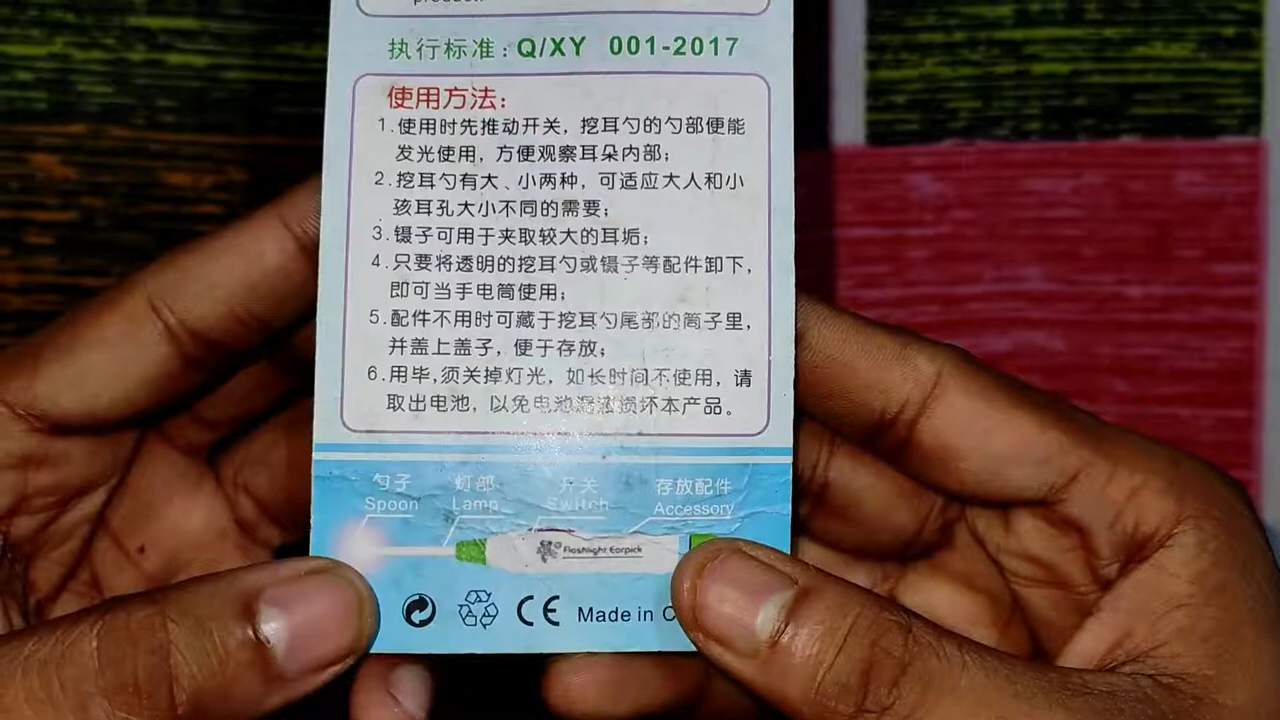 执行标准：Q/XY 001-2017
使用方法：
1.使用时先推动开关，挖耳勺的勺部便能
发光使用，方便观察耳朵内部；
2.挖耳勺有大、小两种，可适应大人和小
孩耳孔大小不同的需要；
3.镊子可用于夹取较大的耳垢；
4.只要将透明的挖耳勺或镊子等配件卸下，
即可当手电筒使用；
5.配件不用时可藏于挖耳勺尾部的筒子里，
并盖上盖子，便于存放；
6.用毕，须关掉灯光，如长时间不使用，请
取出电池，以免电池漏液损坏本产品。
勺子 灯部 开关 存放配件
Spoon Lamp Switch Accessory
Flashlight Earpick
CE Made in